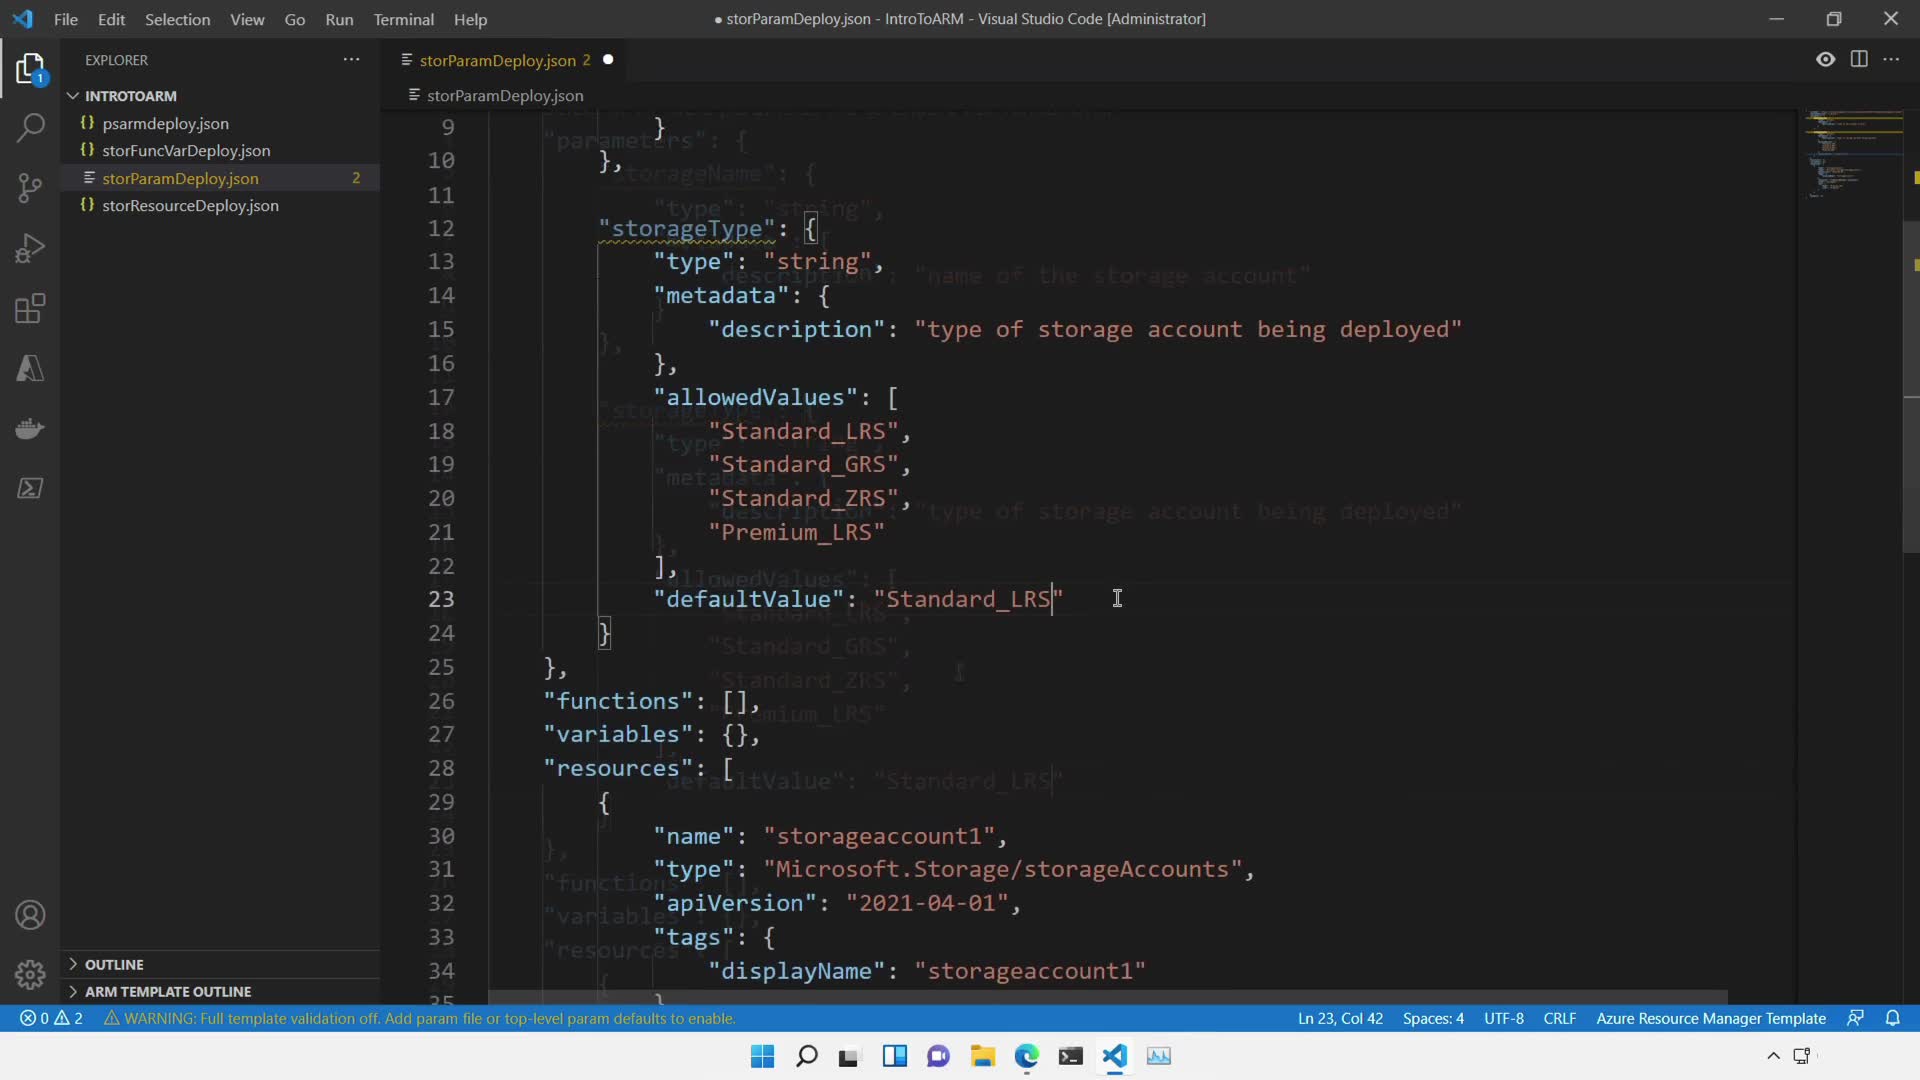 File Edit Selection View Go Run Terminal Help
● storParamDeploy.json - IntroToARM - Visual Studio Code [Administrator]
EXPLORER
storParamDeploy.json 2
1
INTROTOARM
storParamDeploy.json
psarmdeploy.json
storFuncVarDeploy.json
storParamDeploy.json 2
storResourceDeploy.json
9 }
10 },
11
12 "storageType": {
13 "type": "string",
14 "metadata": {
15 "description": "type of storage account being deployed"
16 },
17 "allowedValues": [
18 "Standard_LRS",
19 "Standard_GRS",
20 "Standard_ZRS",
21 "Premium_LRS"
22 ],
23 "defaultValue": "Standard_LRS"
24 }
25 },
26 "functions": [],
27 "variables": {},
28 "resources": [
29 {
30 "name": "storageaccount1",
31 "type": "Microsoft.Storage/storageAccounts",
32 "apiVersion": "2021-04-01",
33 "tags": {
34 "displayName": "storageaccount1"
35 }
OUTLINE
ARM TEMPLATE OUTLINE
0 2 WARNING: Full template validation off. Add param file or top-level param defaults to enable.
Ln 23, Col 42 Spaces: 4 UTF-8 CRLF Azure Resource Manager Template